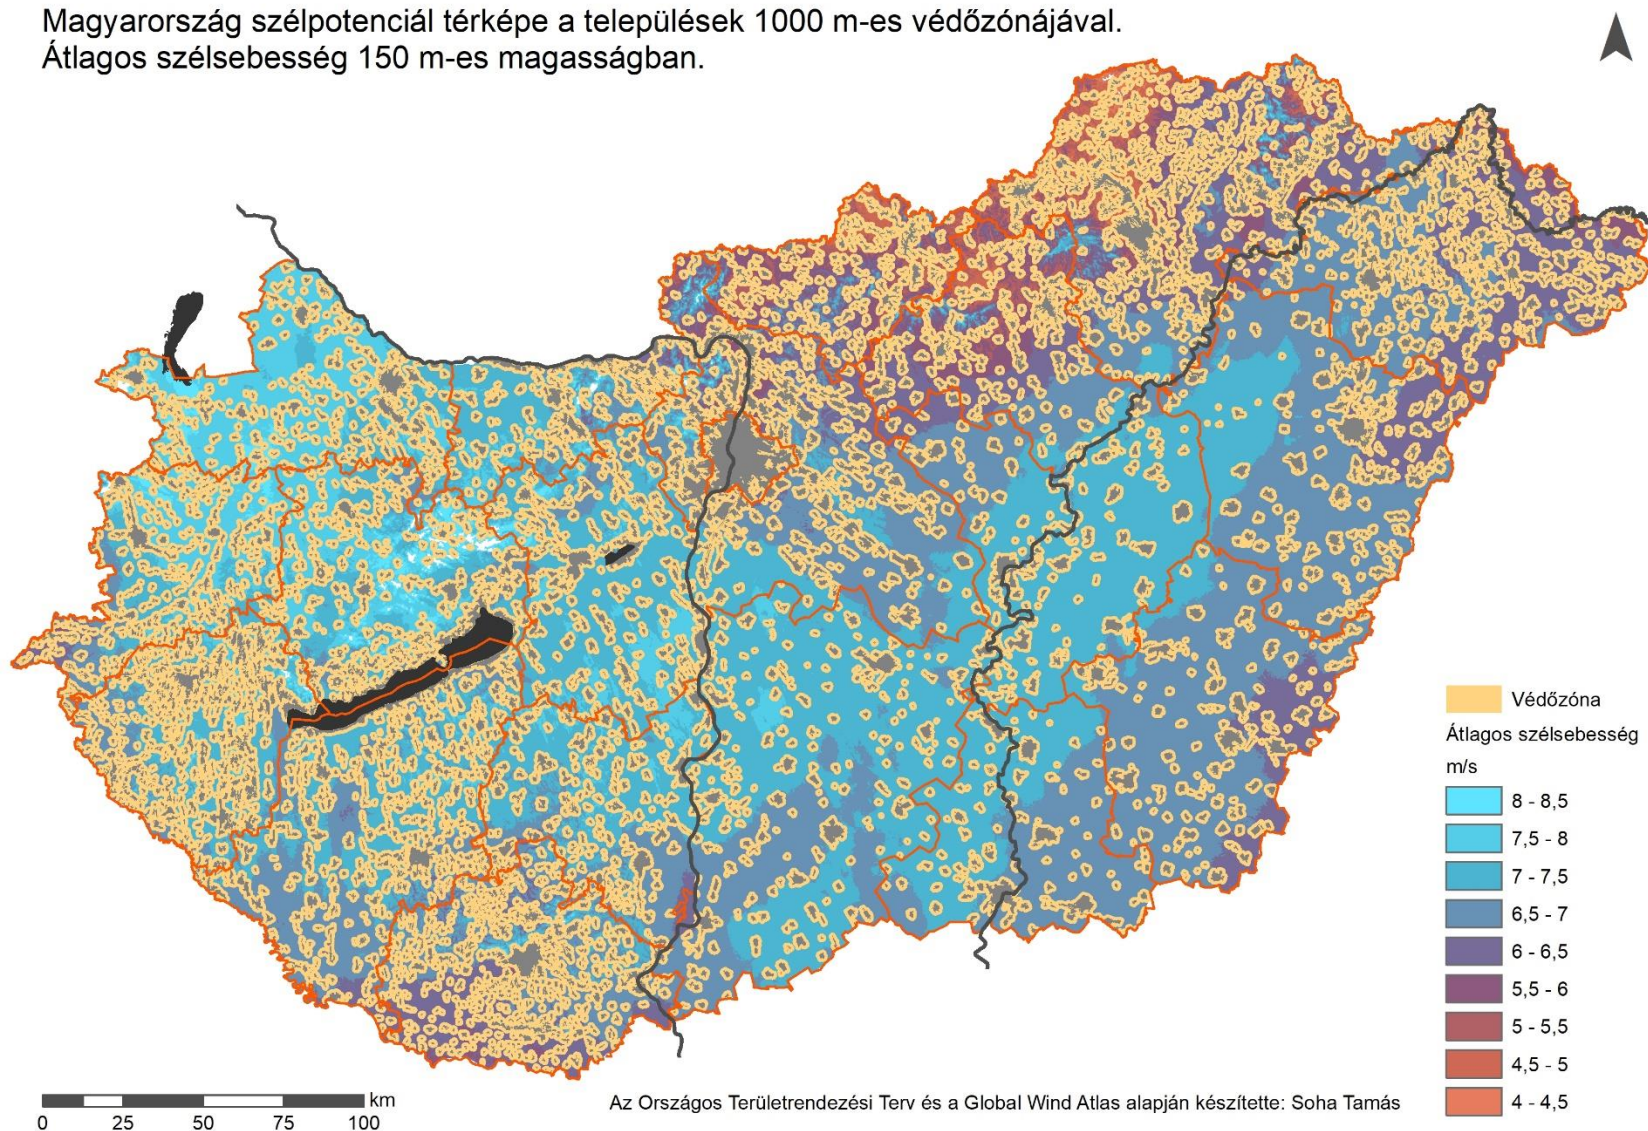 Magyarország szélpotenciál térképe a települések 1000 m-es védőzónájával.
Átlagos szélsebesség 150 m-es magasságban.
Védőzóna
Átlagos szélsebesség
m/s
8 - 8,5
7,5 - 8
7 - 7,5
6,5 - 7
6 - 6,5
5,5 - 6
5 - 5,5
4,5 - 5
4 - 4,5
km
0 25 50 75 100
Az Országos Területrendezési Terv és a Global Wind Atlas alapján készítette: Soha Tamás